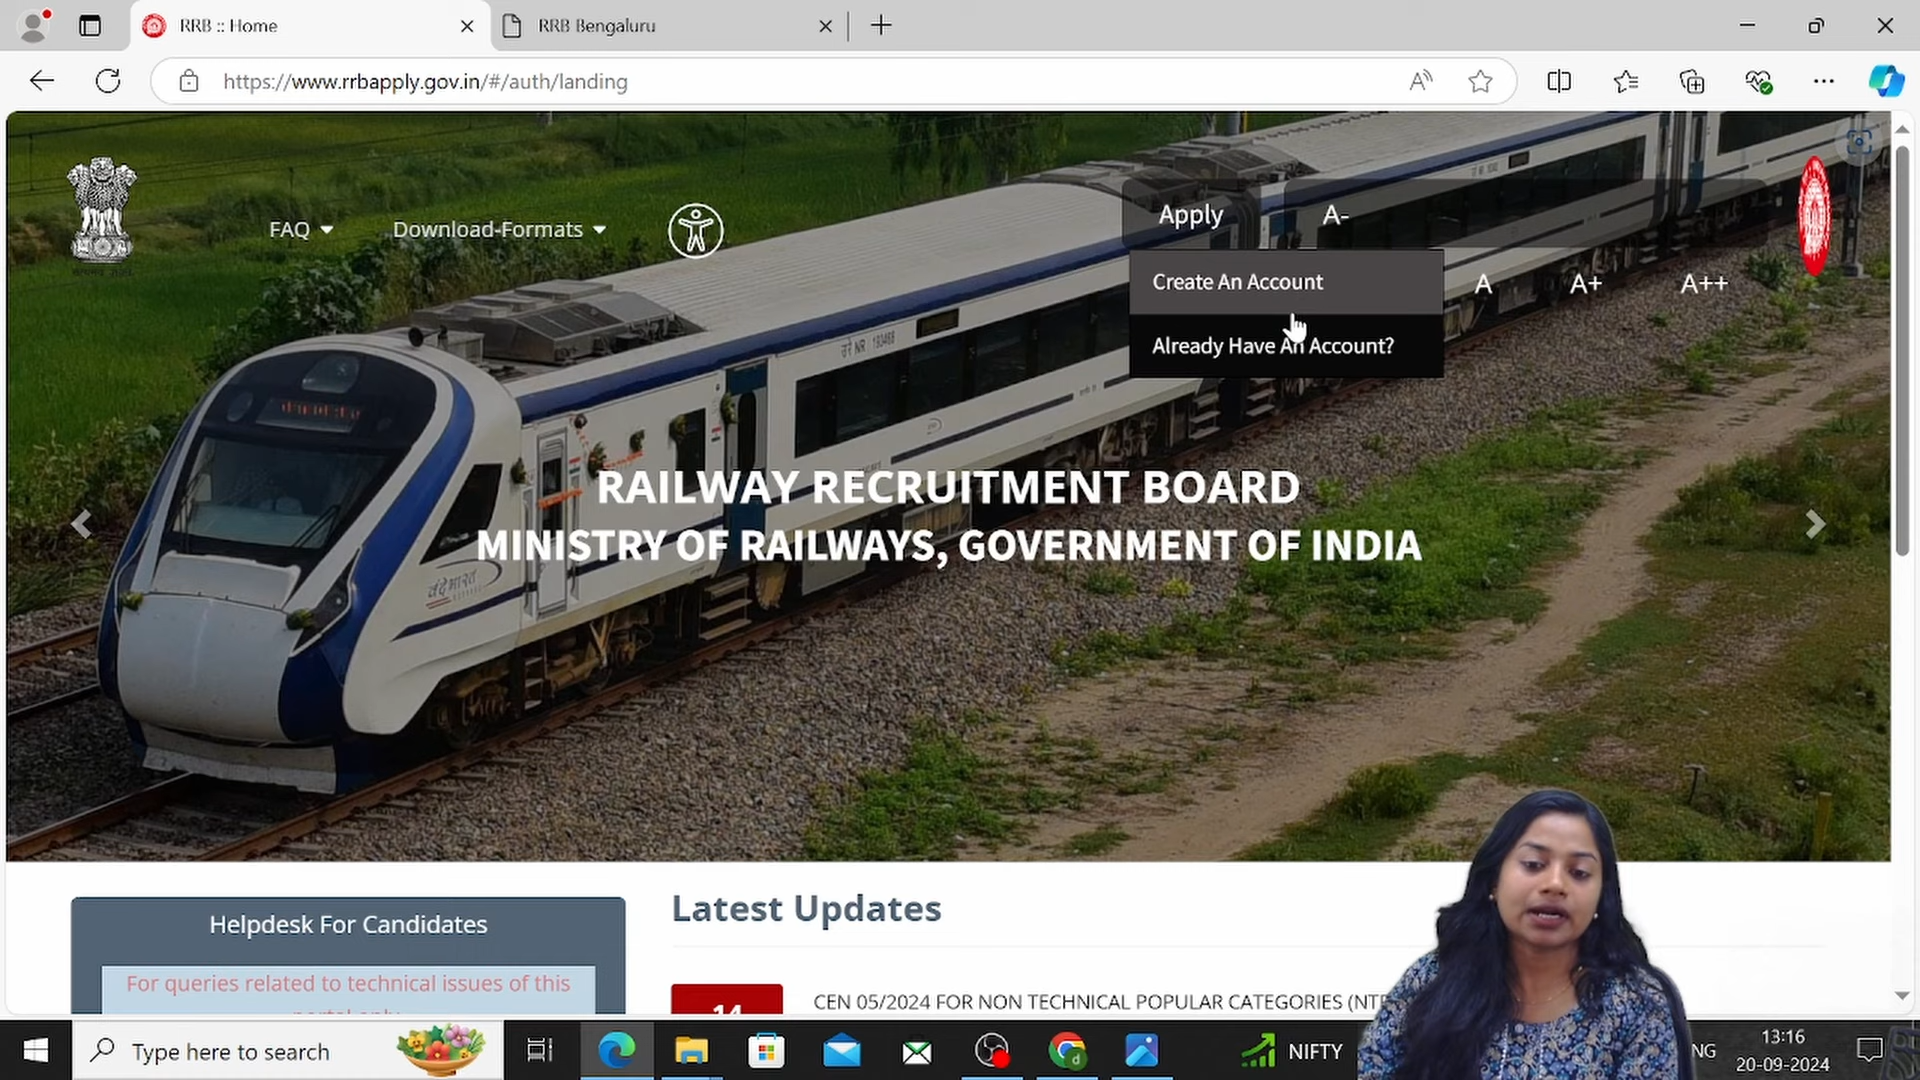 RRB :: Home
RRB Bengaluru
https://www.rrbapply.gov.in/#/auth/landing
FAQ
Download-Formats
Apply
A-
A
A+
A++
Create An Account
Already Have An Account?
RAILWAY RECRUITMENT BOARD
MINISTRY OF RAILWAYS, GOVERNMENT OF INDIA
वंदेभारत
Helpdesk For Candidates
For queries related to technical issues of this
Latest Updates
14
CEN 05/2024 FOR NON TECHNICAL POPULAR CATEGORIES
Type here to search
NIFTY
13:16
20-09-2024